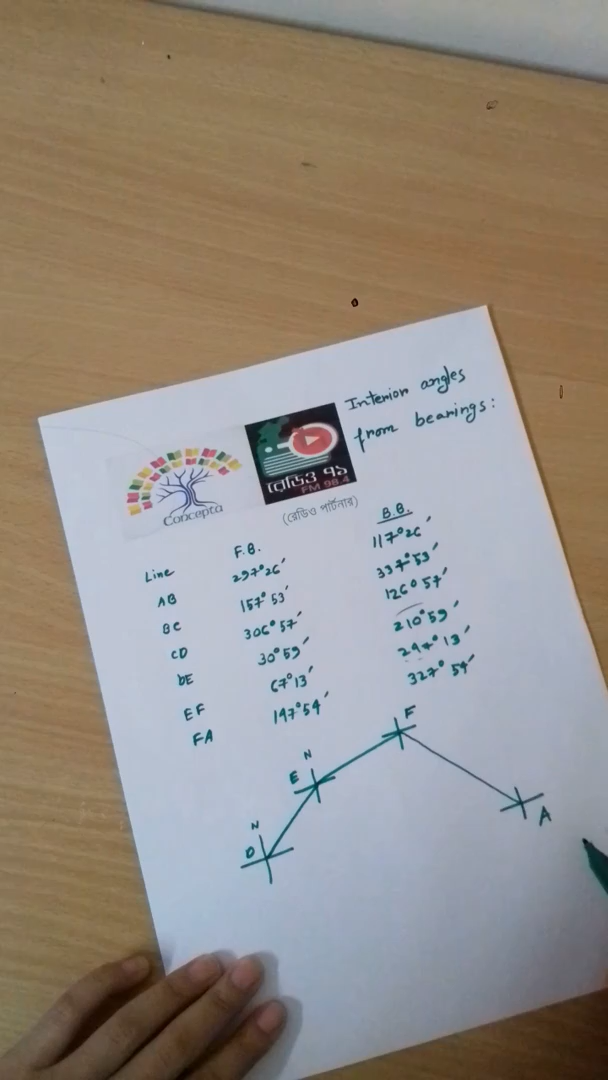 Interior angles
from bearings:
Concepta
রেডিও ৭১
FM 98.4
(রেডিও পার্টনার)
Line F.B. B.B.
AB 297°26′ 117°26′
BC 157°53′ 337°53′
CD 306°57′ 126°57′
DE 30°59′ 210°59′
EF 67°13′ 247°13′
FA 147°54′ 327°54′
F
N
E
N
D
A